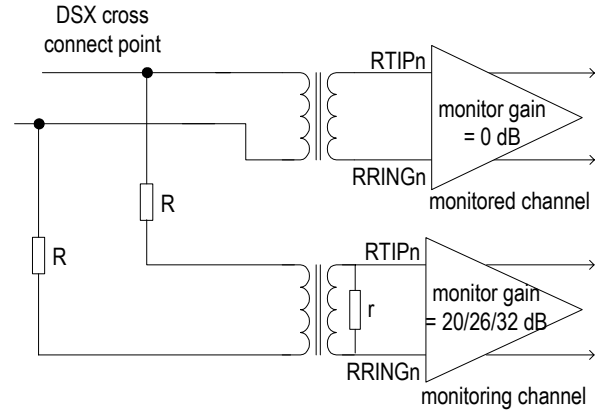 DSX cross
connect point
RTIPn
monitor gain
= 0 dB
RRINGn
monitored channel
R
R
RTIPn
monitor gain
= 20/26/32 dB
r
RRINGn
monitoring channel